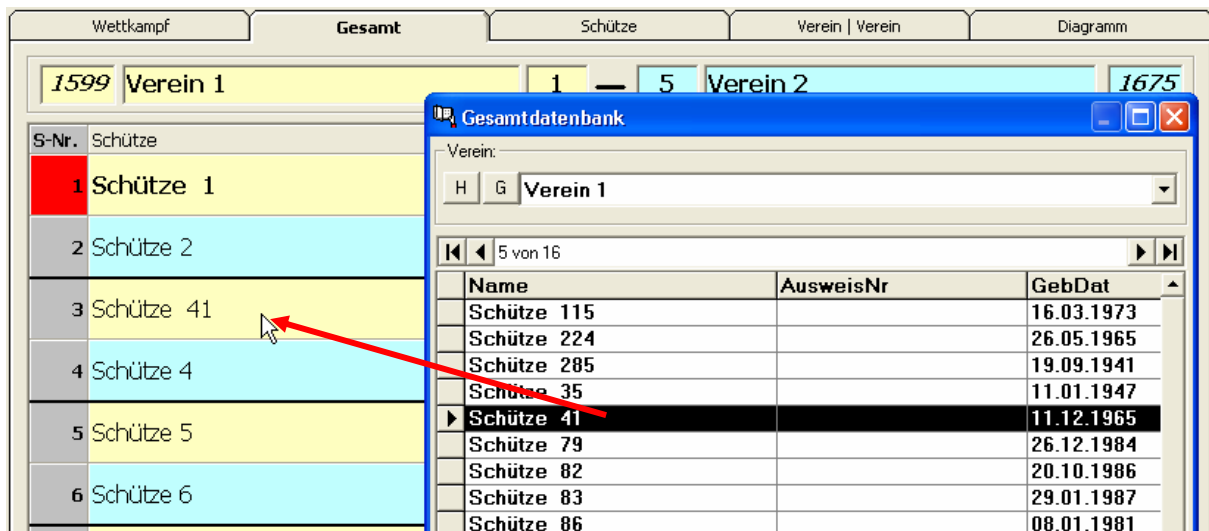 Wettkampf Gesamt Schütze Verein | Verein Diagramm
1599 Verein 1 1 — 5 Verein 2 1675
S-Nr. Schütze
1 Schütze 1
2 Schütze 2
3 Schütze 41
4 Schütze 4
5 Schütze 5
6 Schütze 6
Gesamtdatenbank
Verein:
H G Verein 1
5 von 16
Name AusweisNr GebDat
Schütze 115 16.03.1973
Schütze 224 26.05.1965
Schütze 285 19.09.1941
Schütze 35 11.01.1947
Schütze 41 11.12.1965
Schütze 79 26.12.1984
Schütze 82 20.10.1986
Schütze 83 29.01.1987
Schütze 86 08.01.1981